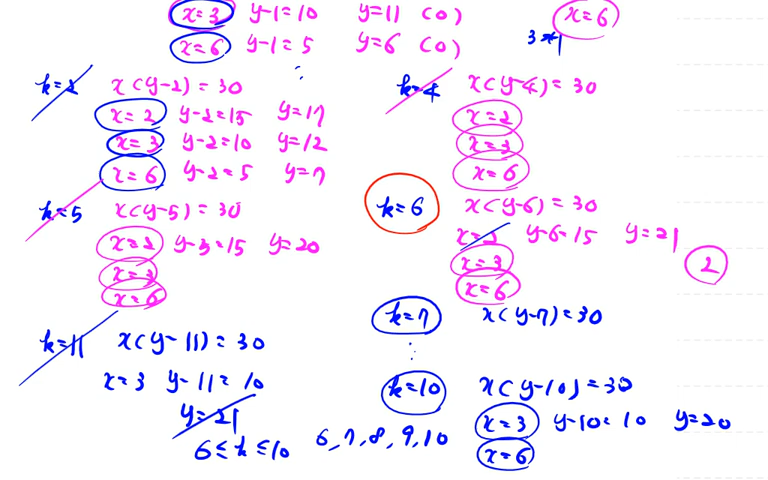 x=3 y-1=10 y=11 (o)
x=6 y-1=5 y=6 (o)
x=6
k=2 x(y-2)=30
x=2 y-2=15 y=17
x=3 y-2=10 y=12
x=6 y-2=5 y=7
k=4 x(y-4)=30
x=2
x=3
x=6
k=5 x(y-5)=30
x=2 y-5=15 y=20
x=3
x=6
k=6 x(y-6)=30
x=2 y-6=15 y=21
x=3
x=6
2
k=7 x(y-7)=30
⋮
k=10 x(y-10)=30
x=3 y-10=10 y=20
x=6
k=11 x(y-11)=30
x=3 y-11=10
y=21
6≤k≤10 6, 7, 8, 9, 10